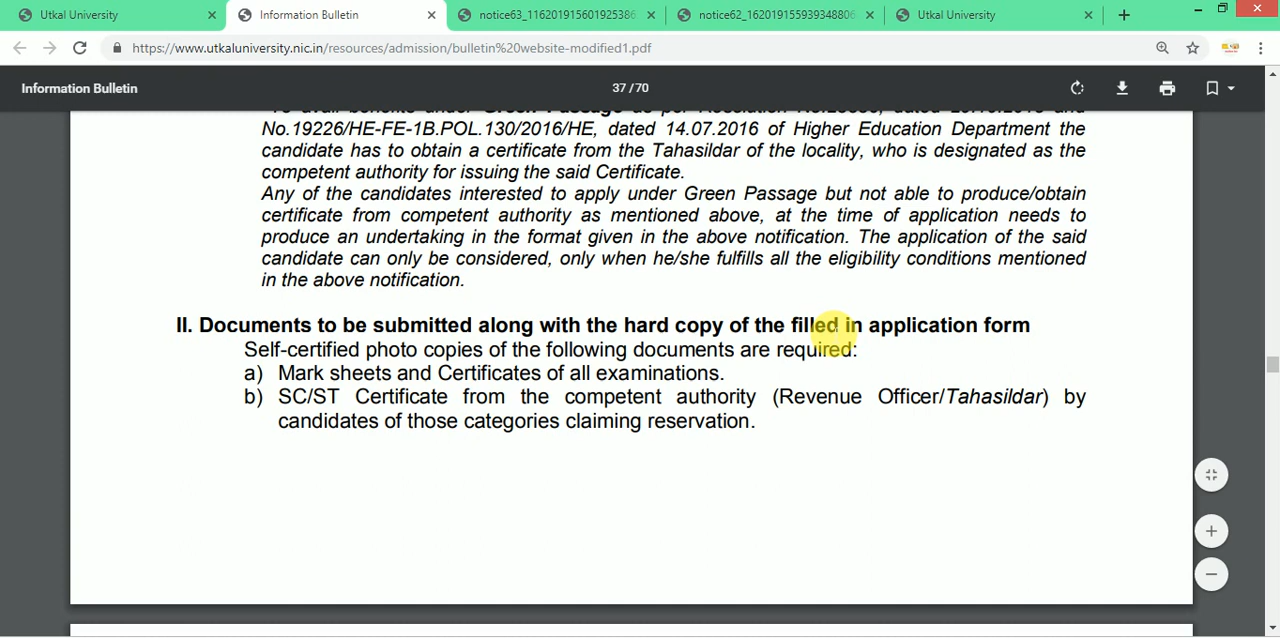 Utkal University
Information Bulletin
notice63_11620191560192538
notice62_162019155939348806
Utkal University
https://www.utkaluniversity.nic.in/resources/admission/bulletin%20website-modified1.pdf
Information Bulletin
37 / 70
No.19226/HE-FE-1B.POL.130/2016/HE, dated 14.07.2016 of Higher Education Department the
candidate has to obtain a certificate from the Tahasildar of the locality, who is designated as the
competent authority for issuing the said Certificate.
Any of the candidates interested to apply under Green Passage but not able to produce/obtain
certificate from competent authority as mentioned above, at the time of application needs to
produce an undertaking in the format given in the above notification. The application of the said
candidate can only be considered, only when he/she fulfills all the eligibility conditions mentioned
in the above notification.
II. Documents to be submitted along with the hard copy of the filled in application form
Self-certified photo copies of the following documents are required:
a) Mark sheets and Certificates of all examinations.
b) SC/ST Certificate from the competent authority (Revenue Officer/Tahasildar) by
candidates of those categories claiming reservation.